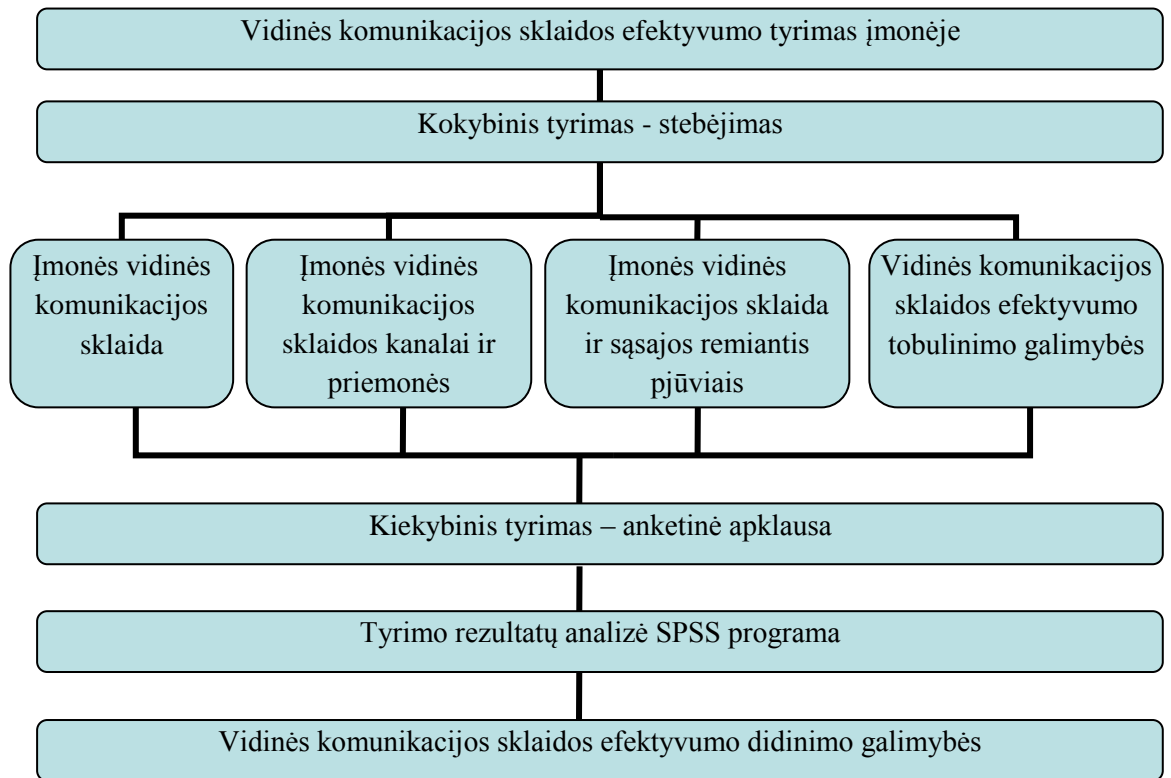 Vidinės komunikacijos sklaidos efektyvumo tyrimas įmonėje
Kokybinis tyrimas - stebėjimas
Įmonės vidinės
komunikacijos
sklaida
Įmonės vidinės
komunikacijos
sklaidos kanalai ir
priemonės
Įmonės vidinės
komunikacijos sklaida
ir sąsajos remiantis
pjūviais
Vidinės komunikacijos
sklaidos efektyvumo
tobulinimo galimybės
Kiekybinis tyrimas – anketinė apklausa
Tyrimo rezultatų analizė SPSS programa
Vidinės komunikacijos sklaidos efektyvumo didinimo galimybės